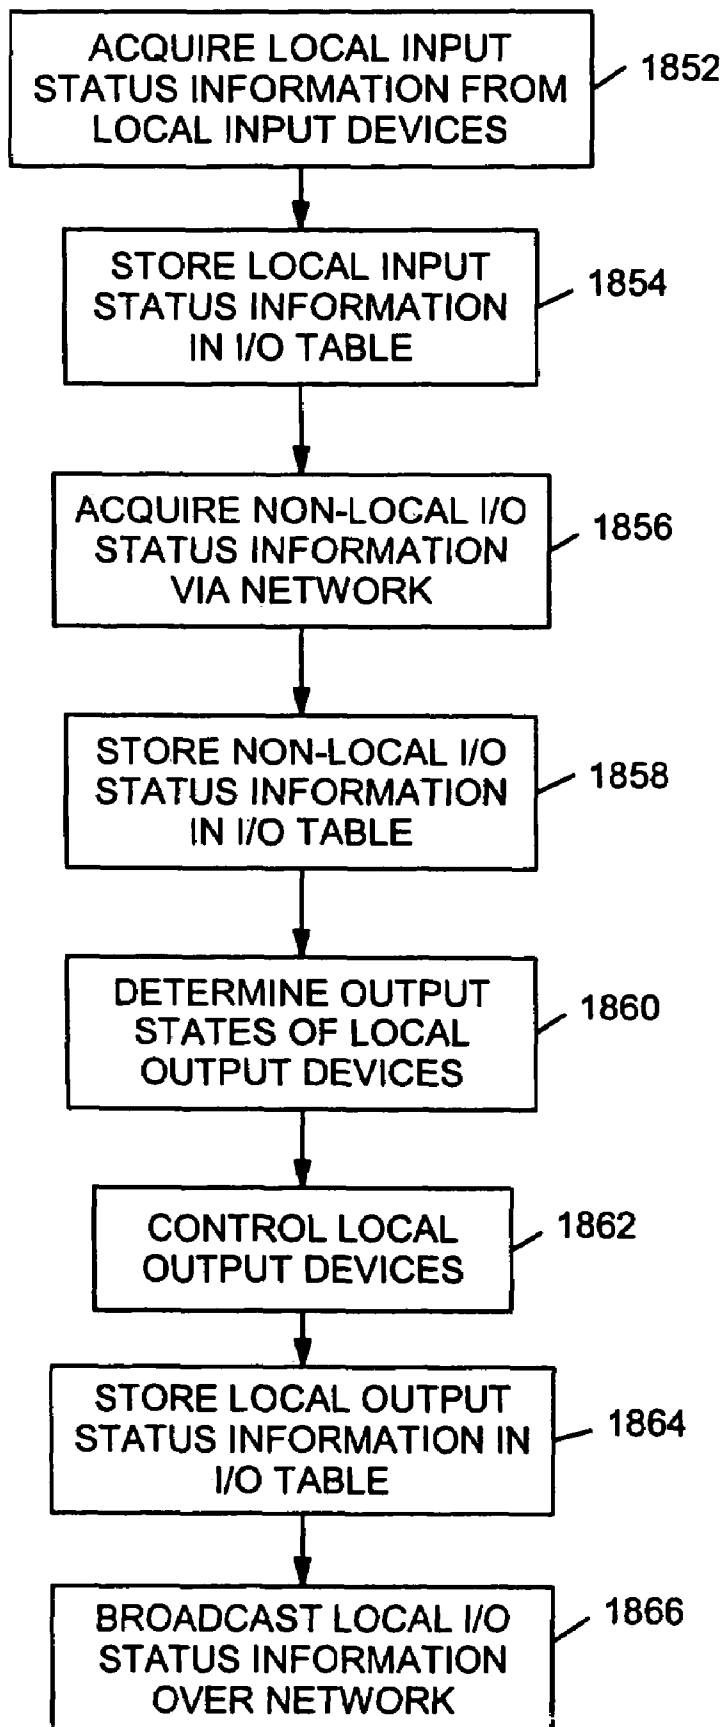 ACQUIRE LOCAL INPUT
STATUS INFORMATION FROM
LOCAL INPUT DEVICES
1852
STORE LOCAL INPUT
STATUS INFORMATION
IN I/O TABLE
1854
ACQUIRE NON-LOCAL I/O
STATUS INFORMATION
VIA NETWORK
1856
STORE NON-LOCAL I/O
STATUS INFORMATION
IN I/O TABLE
1858
DETERMINE OUTPUT
STATES OF LOCAL
OUTPUT DEVICES
1860
CONTROL LOCAL
OUTPUT DEVICES
1862
STORE LOCAL OUTPUT
STATUS INFORMATION IN
I/O TABLE
1864
BROADCAST LOCAL I/O
STATUS INFORMATION
OVER NETWORK
1866